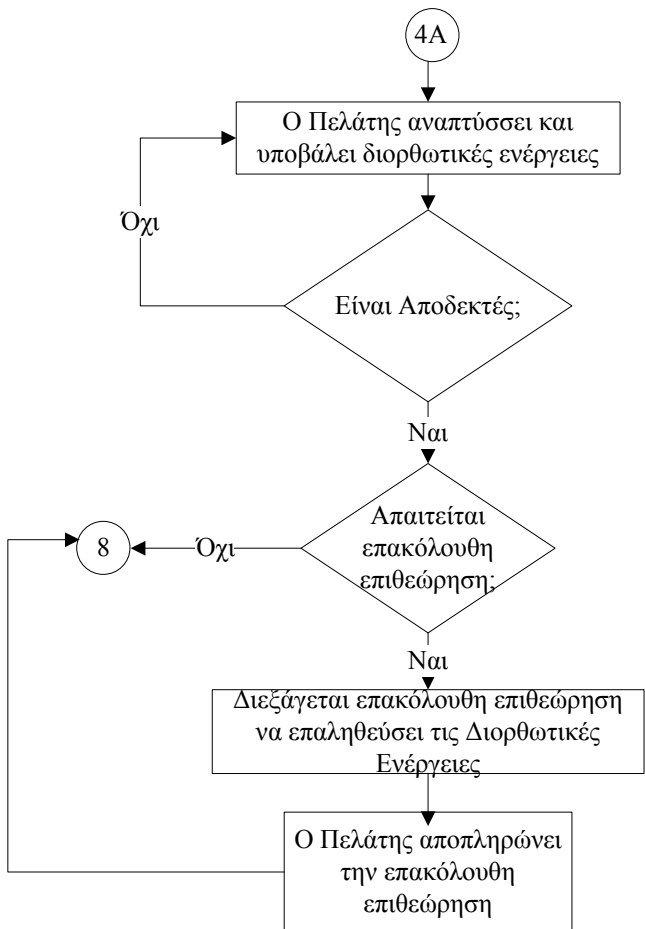 4A
Ο Πελάτης αναπτύσσει και
υποβάλει διορθωτικές ενέργειες
Όχι
Είναι Αποδεκτές;
Ναι
Απαιτείται
επακόλουθη
επιθεώρηση;
Όχι
8
Ναι
Διεξάγεται επακόλουθη επιθεώρηση
να επαληθεύσει τις Διορθωτικές
Ενέργειες
Ο Πελάτης αποπληρώνει
την επακόλουθη
επιθεώρηση